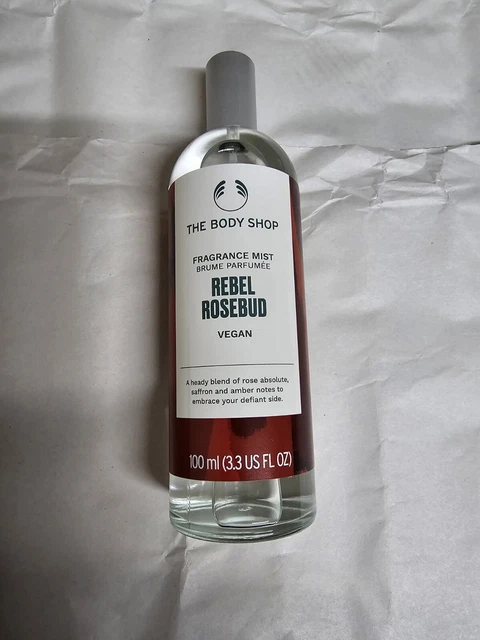 THE BODY SHOP
FRAGRANCE MIST
BRUME PARFUMÉE
REBEL
ROSEBUD
VEGAN
A heady blend of rose absolute,
saffron and amber notes to
embrace your defiant side.
100 ml (3.3 US FL OZ)